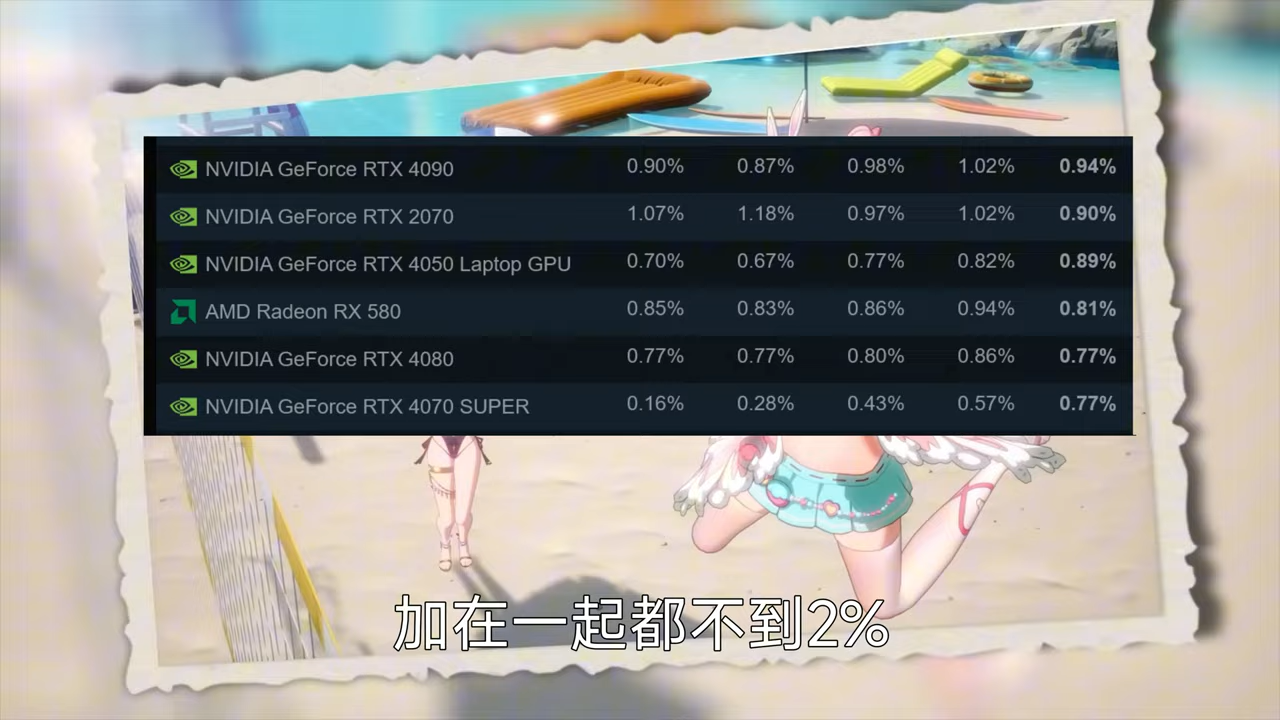 NVIDIA GeForce RTX 4090 0.90% 0.87% 0.98% 1.02% 0.94%
NVIDIA GeForce RTX 2070 1.07% 1.18% 0.97% 1.02% 0.90%
NVIDIA GeForce RTX 4050 Laptop GPU 0.70% 0.67% 0.77% 0.82% 0.89%
AMD Radeon RX 580 0.85% 0.83% 0.86% 0.94% 0.81%
NVIDIA GeForce RTX 4080 0.77% 0.77% 0.80% 0.86% 0.77%
NVIDIA GeForce RTX 4070 SUPER 0.16% 0.28% 0.43% 0.57% 0.77%
加在一起都不到2%